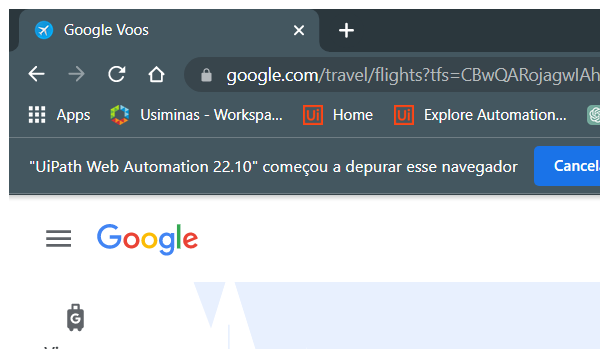 Google Voos
google.com/travel/flights?tfs=CBwQARojagwIAh
Apps Usiminas - Workspa... Ui Home Ui Explore Automation...
"UiPath Web Automation 22.10" começou a depurar esse navegador Cancela
Google
G